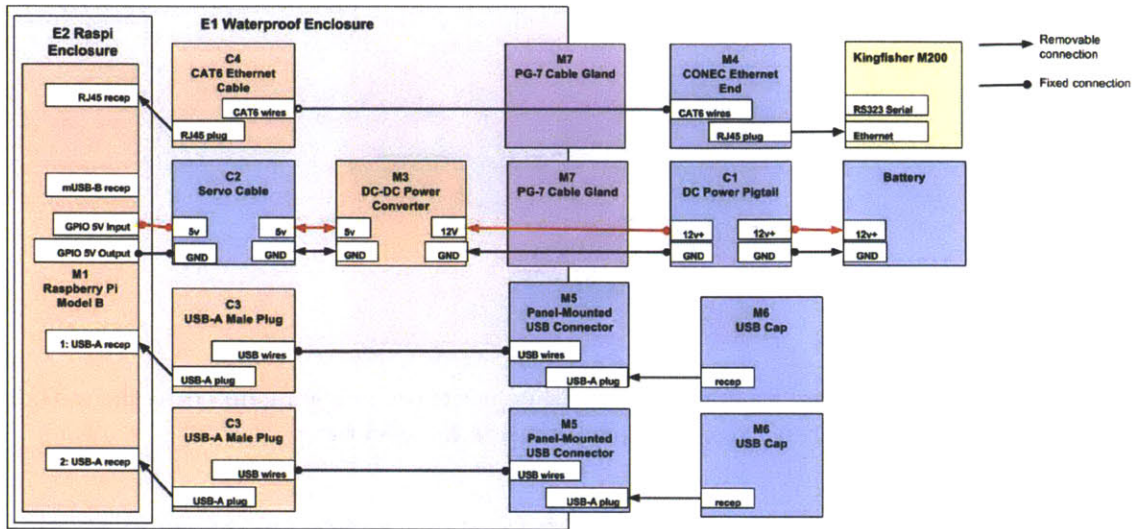 E1 Waterproof Enclosure
E2 Raspi
Enclosure
RJ45 recep
mUSB-B recep
GPIO 5V Input
GPIO 5V Output
M1
Raspberry Pi
Model B
1: USB-A recep
2: USB-A recep
C4
CAT6 Ethernet
Cable
CAT6 wires
RJ45 plug
M7
PG-7 Cable Gland
M4
CONEC Ethernet
End
CAT6 wires
RJ45 plug
Kingfisher M200
RS323 Serial
Ethernet
Removable
connection
Fixed connection
C2
Servo Cable
5v
5v
GND
GND
M3
DC-DC Power
Converter
5v
12V
GND
GND
M7
PG-7 Cable Gland
C1
DC Power Pigtail
12v+
12v+
GND
GND
Battery
12v+
GND
C3
USB-A Male Plug
USB wires
USB-A plug
M5
Panel-Mounted
USB Connector
USB wires
USB-A plug
M6
USB Cap
recep
C3
USB-A Male Plug
USB wires
USB-A plug
M5
Panel-Mounted
USB Connector
USB wires
USB-A plug
M6
USB Cap
recep